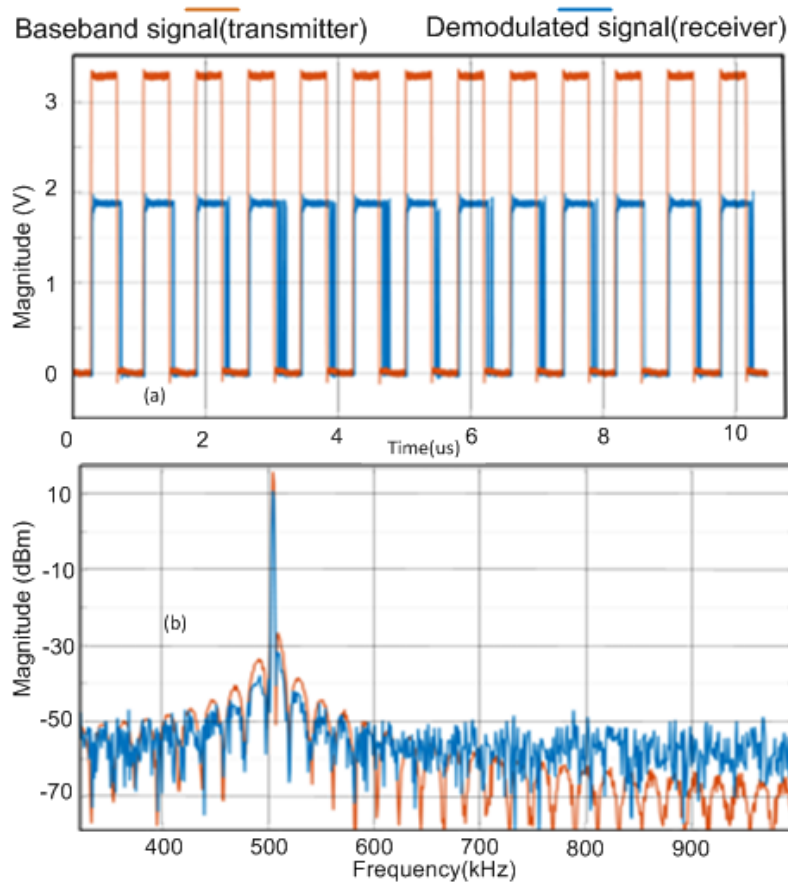 Baseband signal(transmitter) Demodulated signal(receiver)
3
2
1
0
Magnitude (V)
(a)
0 2 4 6 8 10
Time(us)
10
-10
-30
-50
-70
Magnitude (dBm)
(b)
400 500 600 700 800 900
Frequency(kHz)